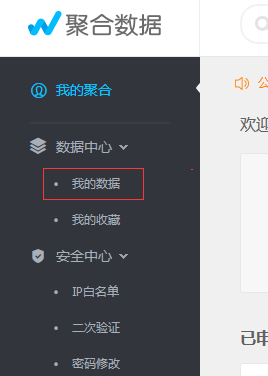 聚合数据
我的聚合
数据中心
我的数据
我的收藏
安全中心
IP白名单
二次验证
密码修改
公
欢迎
已申